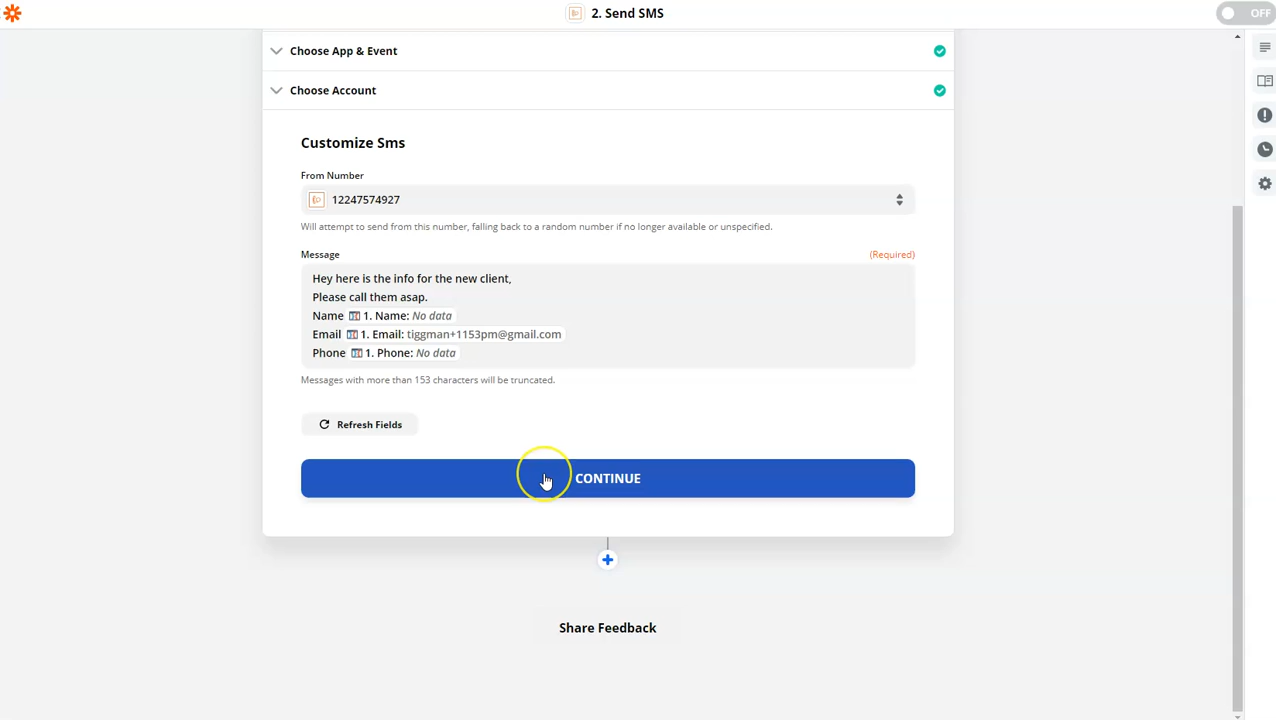 2. Send SMS
OFF
Choose App & Event
Choose Account
Customize Sms
From Number
12247574927
Will attempt to send from this number, falling back to a random number if no longer available or unspecified.
Message (Required)
Hey here is the info for the new client,
Please call them asap.
Name 1. Name: No data
Email 1. Email: tiggman+1153pm@gmail.com
Phone 1. Phone: No data
Messages with more than 153 characters will be truncated.
Refresh Fields
CONTINUE
Share Feedback